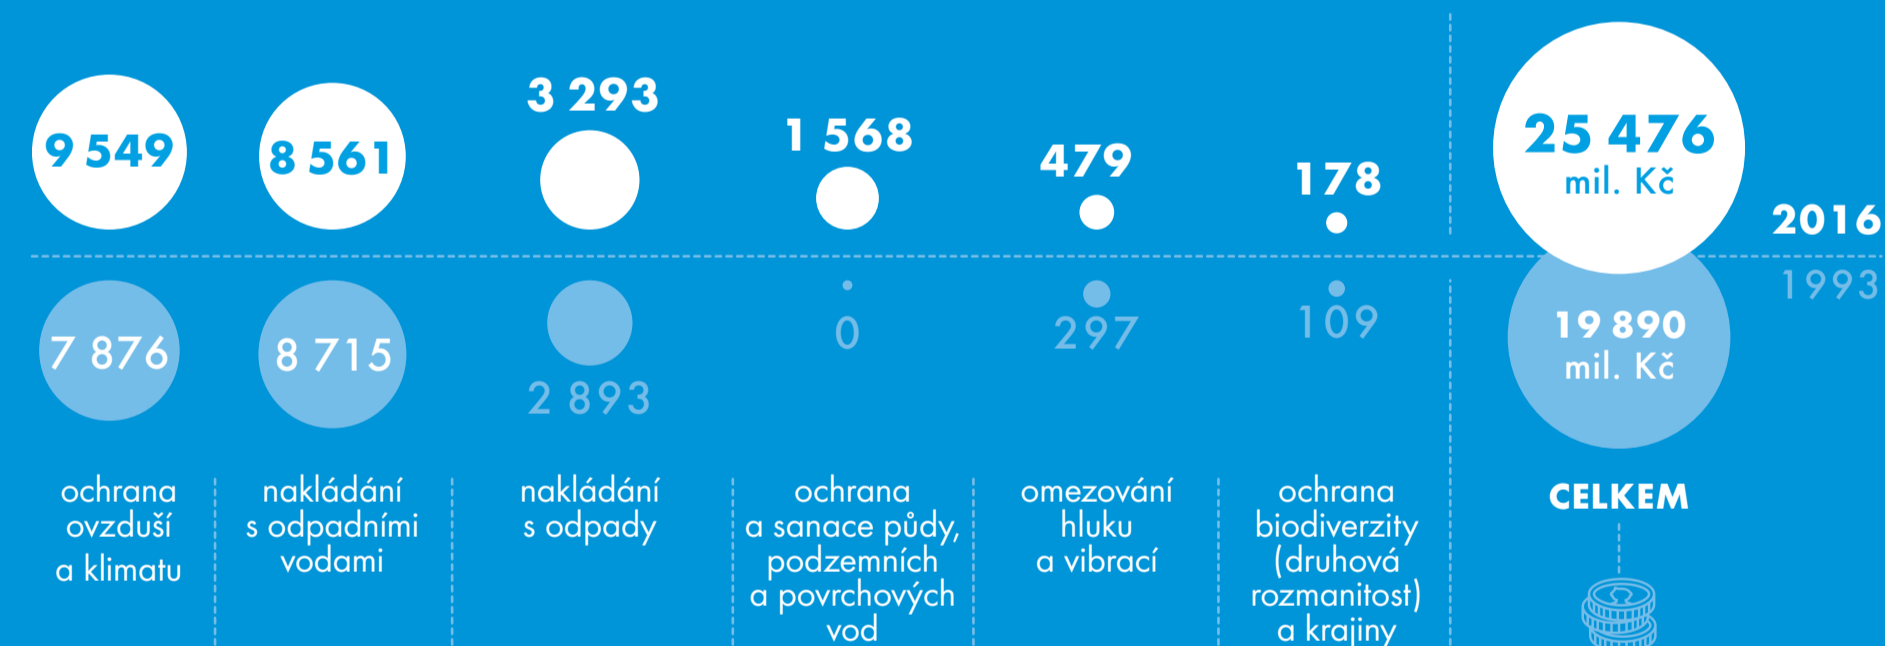 9 549
8 561
3 293
1 568
479
178
25 476
mil. Kč
2016
1993
7 876
8 715
2 893
0
297
109
19 890
mil. Kč
ochrana
ovzduší
a klimatu
nakládání
s odpadními
vodami
nakládání
s odpady
ochrana
a sanace půdy,
podzemních
a povrchových
vod
omezování
hluku
a vibrací
ochrana
biodiverzity
(druhová
rozmanitost)
a krajiny
CELKEM